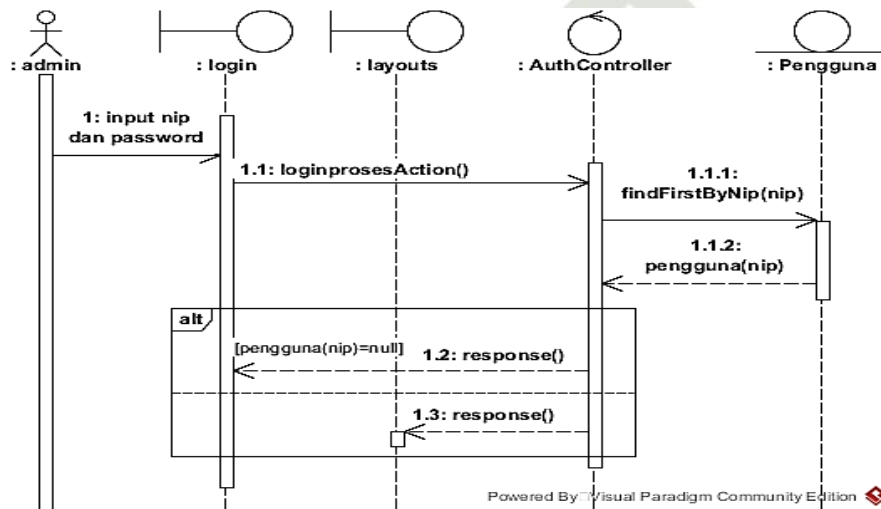 : admin
: login
: layouts
: AuthController
: Pengguna
1: input nip
dan password
1.1: loginprosesAction()
1.1.1:
findFirstByNip(nip)
1.1.2:
pengguna(nip)
alt
[pengguna(nip)=null]
1.2: response()
1.3: response()
Powered By Visual Paradigm Community Edition